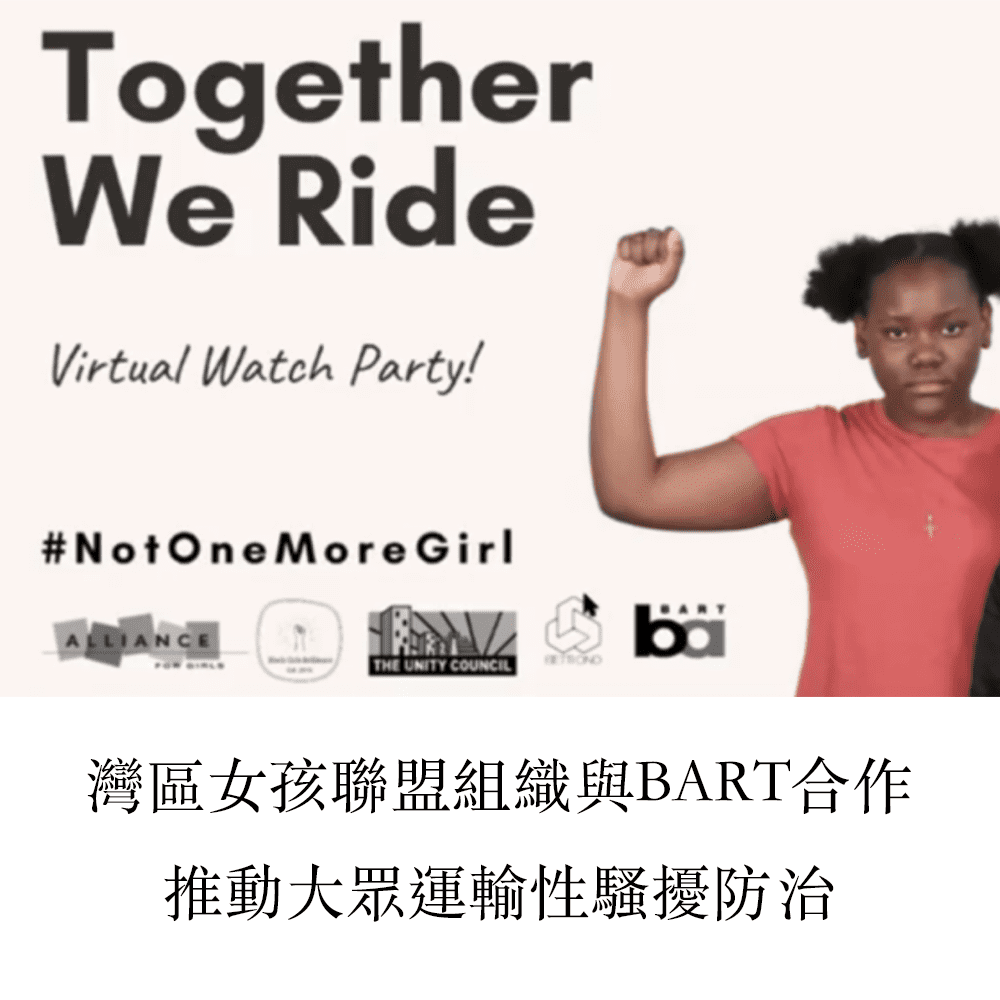 Together
We Ride
Virtual Watch Party!
#NotOneMoreGirl
ALLIANCE
FOR GIRLS
THE UNITY COUNCIL
BART
ba
灣區女孩聯盟組織與BART合作
推動大眾運輸性騷擾防治